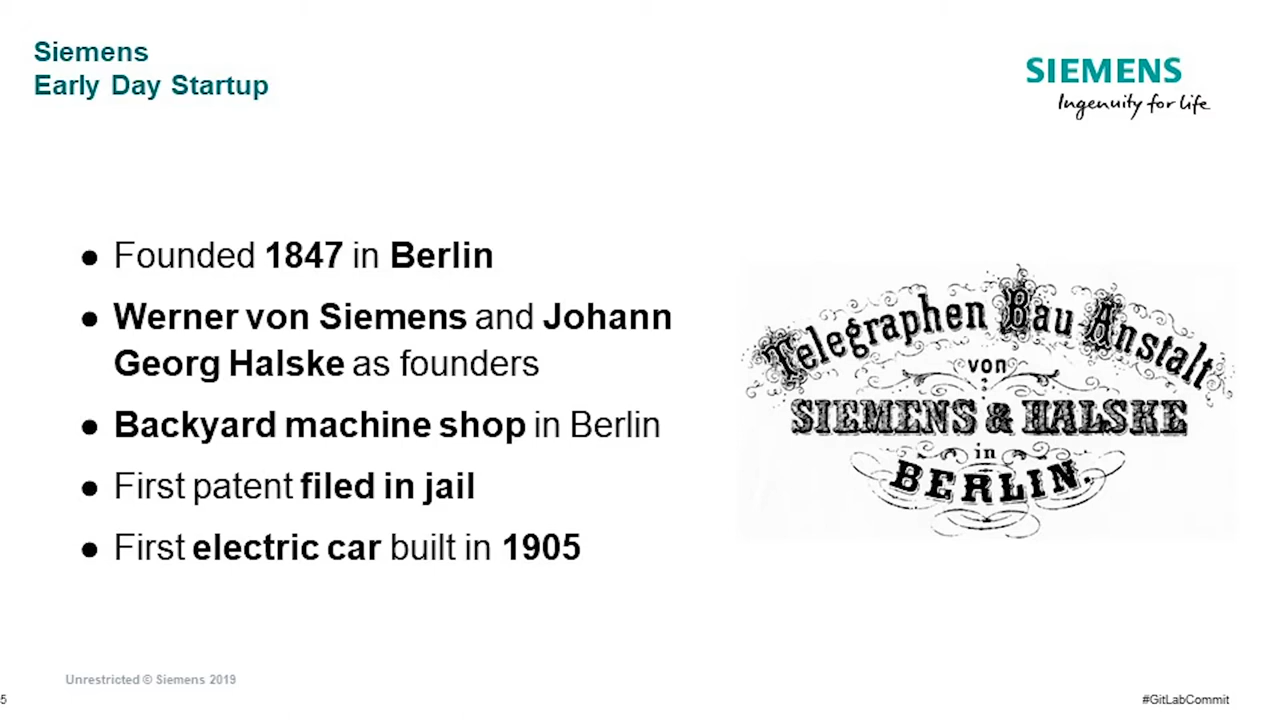 Siemens
Early Day Startup
SIEMENS
Ingenuity for life
● Founded 1847 in Berlin
● Werner von Siemens and Johann
Georg Halske as founders
● Backyard machine shop in Berlin
● First patent filed in jail
● First electric car built in 1905
Telegraphen Bau-Anstalt
von
SIEMENS & HALSKE
in
BERLIN.
Unrestricted © Siemens 2019
5
#GitLabCommit